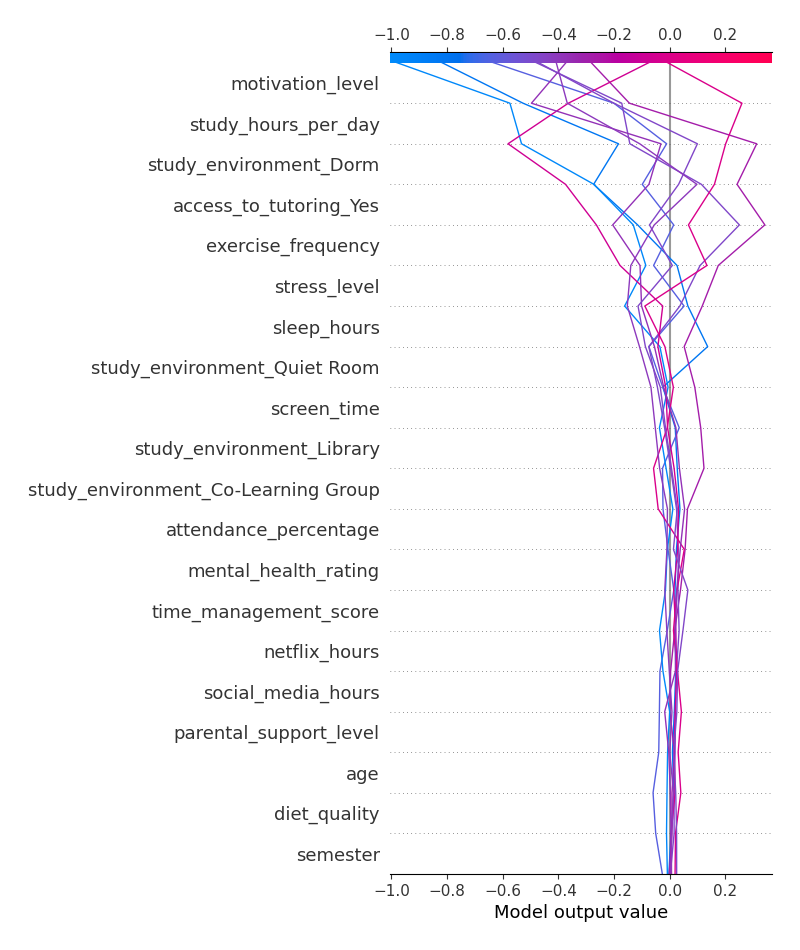 −1.0 −0.8 −0.6 −0.4 −0.2 0.0 0.2
motivation_level
study_hours_per_day
study_environment_Dorm
access_to_tutoring_Yes
exercise_frequency
stress_level
sleep_hours
study_environment_Quiet Room
screen_time
study_environment_Library
study_environment_Co-Learning Group
attendance_percentage
mental_health_rating
time_management_score
netflix_hours
social_media_hours
parental_support_level
age
diet_quality
semester
−1.0 −0.8 −0.6 −0.4 −0.2 0.0 0.2
Model output value